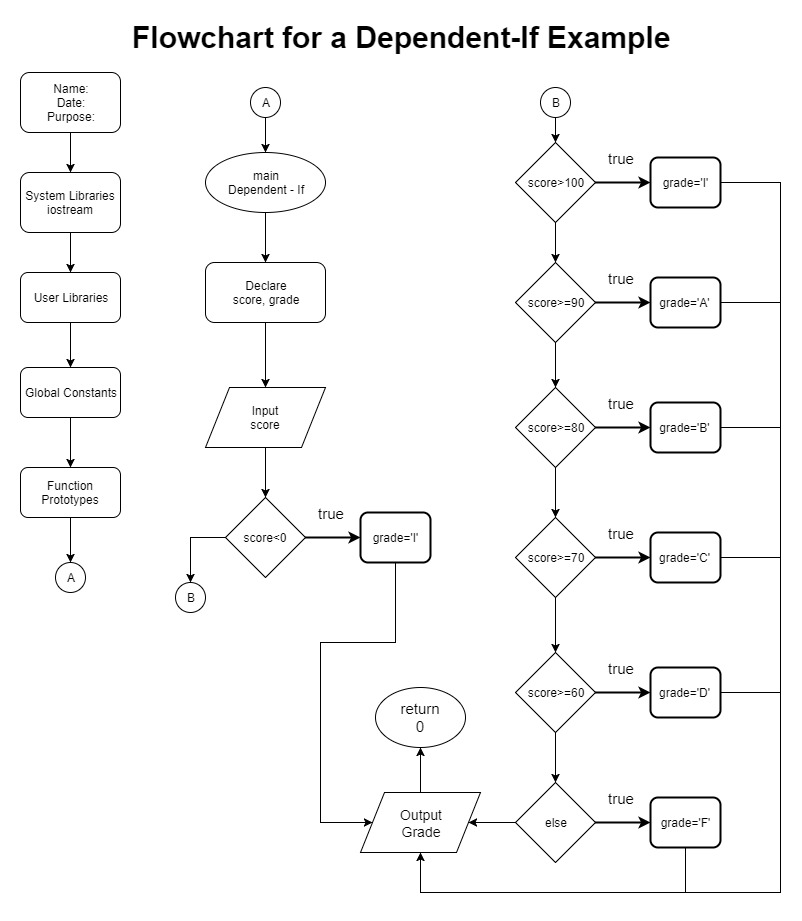 Flowchart for a Dependent-If Example
Name:
Date:
Purpose:
System Libraries
iostream
User Libraries
Global Constants
Function
Prototypes
A
A
main
Dependent - If
Declare
score, grade
Input
score
score<0
true
grade='I'
B
return
0
Output
Grade
B
score>100
true
grade='I'
score>=90
true
grade='A'
score>=80
true
grade='B'
score>=70
true
grade='C'
score>=60
true
grade='D'
else
true
grade='F'